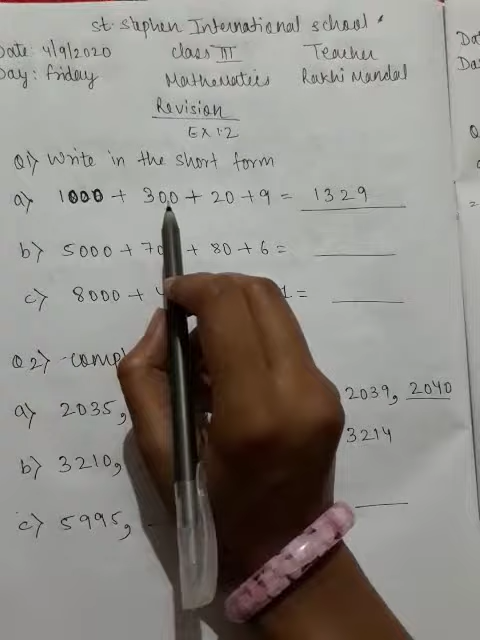 St. Stephen International School
Date: 4/9/2020 Class III Teacher
Day: Friday Mathematics Rakhi Mandal
Revision
Ex 1.2
Q1) Write in the short form
a) 1000 + 300 + 20 + 9 = 1329
b) 5000 + 70 + 80 + 6 =
c) 8000 + 1 =
Q2)
a) 2035, 2039, 2040
b) 3210, 3214
c) 5995,